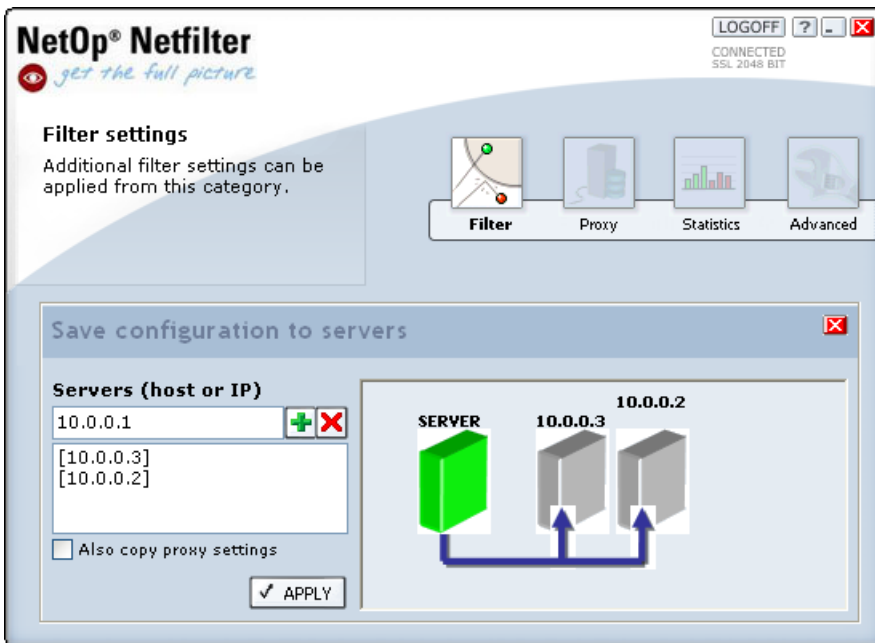 NetOp® Netfilter
get the full picture
LOGOFF ? _ X
CONNECTED
SSL 2048 BIT
Filter settings
Additional filter settings can be
applied from this category.
Filter
Proxy
Statistics
Advanced
Save configuration to servers
Servers (host or IP)
10.0.0.1
[10.0.0.3]
[10.0.0.2]
Also copy proxy settings
APPLY
SERVER
10.0.0.3
10.0.0.2